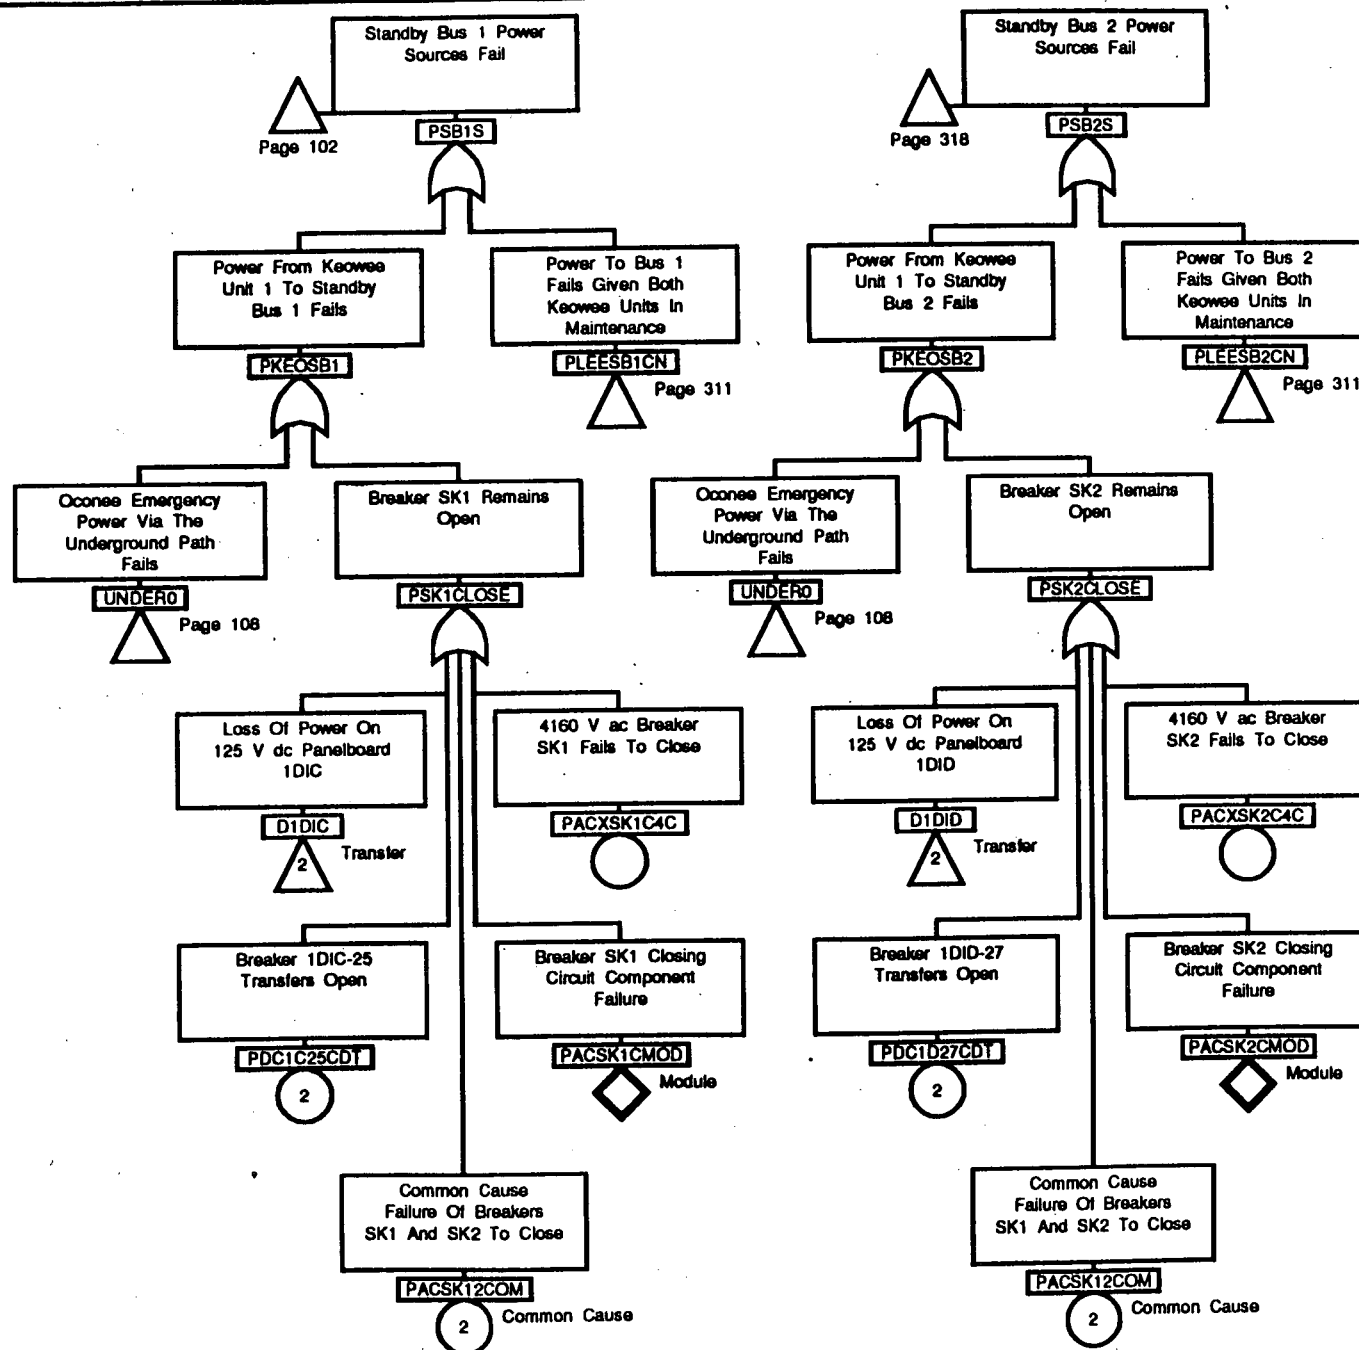 Standby Bus 1 Power
Sources Fail
Page 102
PSB1S
Power From Keowee
Unit 1 To Standby
Bus 1 Fails
PKEOSB1
Power To Bus 1
Fails Given Both
Keowee Units In
Maintenance
PLEESB1CN
Page 311
Oconee Emergency
Power Via The
Underground Path
Fails
UNDER0
Page 108
Breaker SK1 Remains
Open
PSK1CLOSE
Loss Of Power On
125 V dc Panelboard
1DIC
D1DIC
2
Transfer
4160 V ac Breaker
SK1 Fails To Close
PACXSK1C4C
Breaker 1DIC-25
Transfers Open
PDC1C25CDT
2
Breaker SK1 Closing
Circuit Component
Failure
PACSK1CMOD
Module
Common Cause
Failure Of Breakers
SK1 And SK2 To Close
PACSK12COM
2
Common Cause
Standby Bus 2 Power
Sources Fail
Page 318
PSB2S
Power From Keowee
Unit 1 To Standby
Bus 2 Fails
PKEOSB2
Power To Bus 2
Fails Given Both
Keowee Units In
Maintenance
PLEESB2CN
Page 311
Oconee Emergency
Power Via The
Underground Path
Fails
UNDER0
Page 108
Breaker SK2 Remains
Open
PSK2CLOSE
Loss Of Power On
125 V dc Panelboard
1DID
D1DID
2
Transfer
4160 V ac Breaker
SK2 Fails To Close
PACXSK2C4C
Breaker 1DID-27
Transfers Open
PDC1D27CDT
2
Breaker SK2 Closing
Circuit Component
Failure
PACSK2CMOD
Module
Common Cause
Failure Of Breakers
SK1 And SK2 To Close
PACSK12COM
2
Common Cause